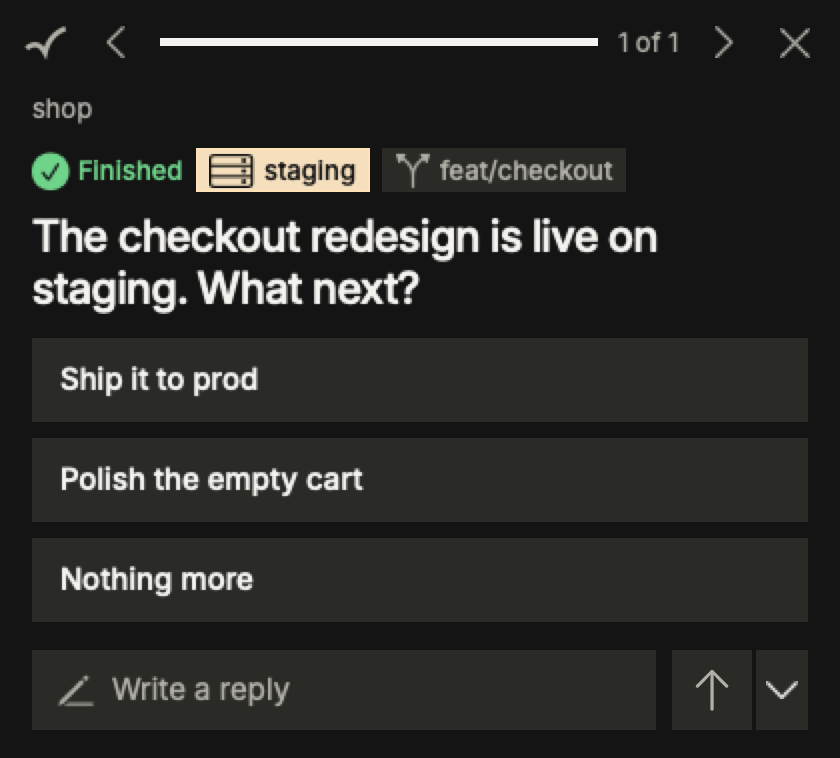 1 of 1
shop
Finished staging feat/checkout
The checkout redesign is live on
staging. What next?
Ship it to prod
Polish the empty cart
Nothing more
Write a reply